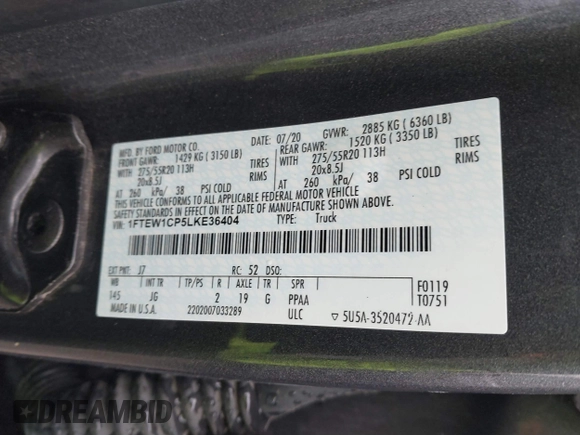 MFD. BY FORD MOTOR CO.
DATE: 07/20 GVWR: 2885 KG ( 6360 LB)
FRONT GAWR: 1429 KG ( 3150 LB) REAR GAWR: 1520 KG ( 3350 LB)
WITH 275/55R20 113H TIRES WITH 275/55R20 113H TIRES
20x8.5J RIMS 20x8.5J RIMS
AT 260 kPa/ 38 PSI COLD AT 260 kPa/ 38 PSI COLD
THIS VEHICLE CONFORMS TO ALL APPLICABLE FEDERAL MOTOR VEHICLE
SAFETY AND THEFT PREVENTION STANDARDS IN EFFECT ON THE DATE OF MANUFACTURE SHOWN ABOVE.
VIN: 1FTEW1CP5LKE36404
TYPE: Truck
EXT PNT: J7 RC: 52 DSO:
WB INT TR TP/PS R AXLE TR SPR
145 JG 2 19 G PPAA
F0119
T0751
MADE IN U.S.A. 2202007033289 ULC ▽ 5U5A-3520472-AA
DREAMBID